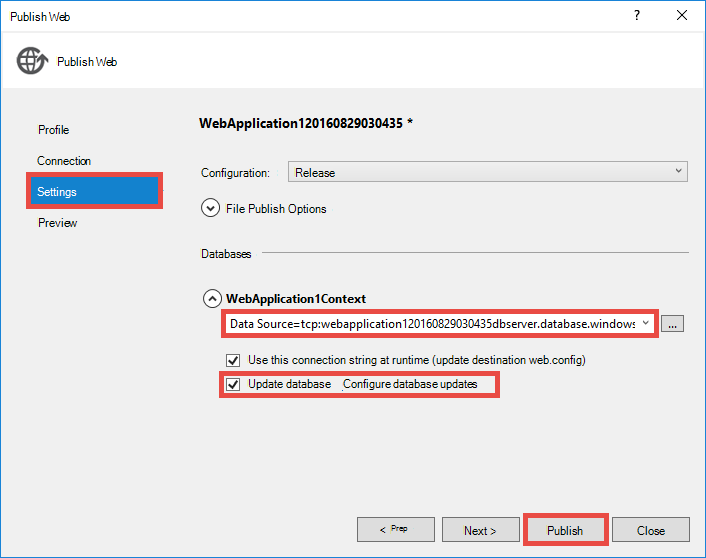 Publish Web
?
Publish Web
Profile
Connection
Settings
Preview
WebApplication120160829030435 *
Configuration: Release
File Publish Options
Databases
WebApplication1Context
Data Source=tcp:webapplication120160829030435dbserver.database.windows
...
Use this connection string at runtime (update destination web.config)
Update database Configure database updates
< Prep Next > Publish Close